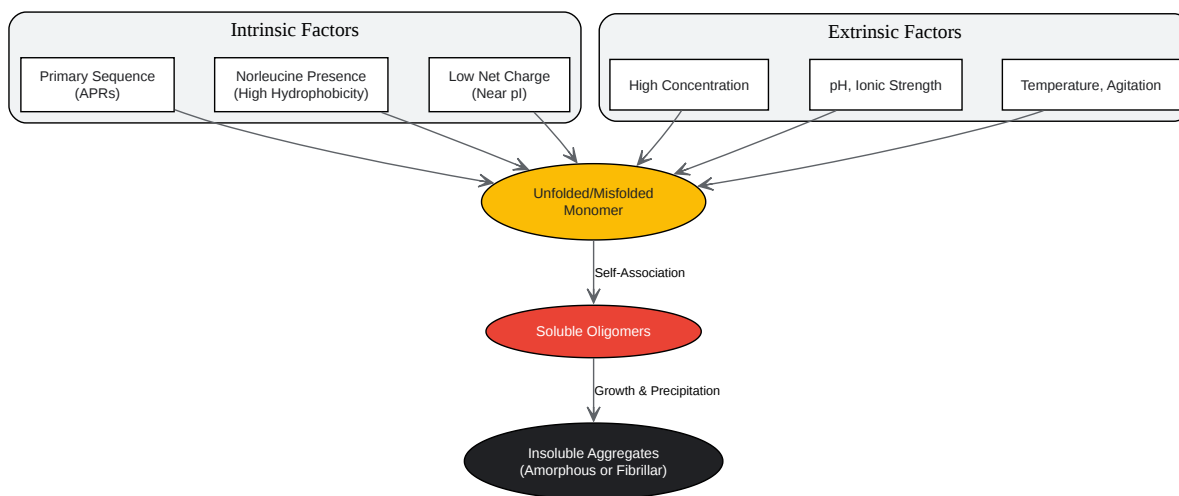 Intrinsic Factors
Extrinsic Factors
Primary Sequence
(APRs)
Norleucine Presence
(High Hydrophobicity)
Low Net Charge
(Near pI)
High Concentration
pH, Ionic Strength
Temperature, Agitation
Unfolded/Misfolded
Monomer
Self-Association
Soluble Oligomers
Growth & Precipitation
Insoluble Aggregates
(Amorphous or Fibrillar)